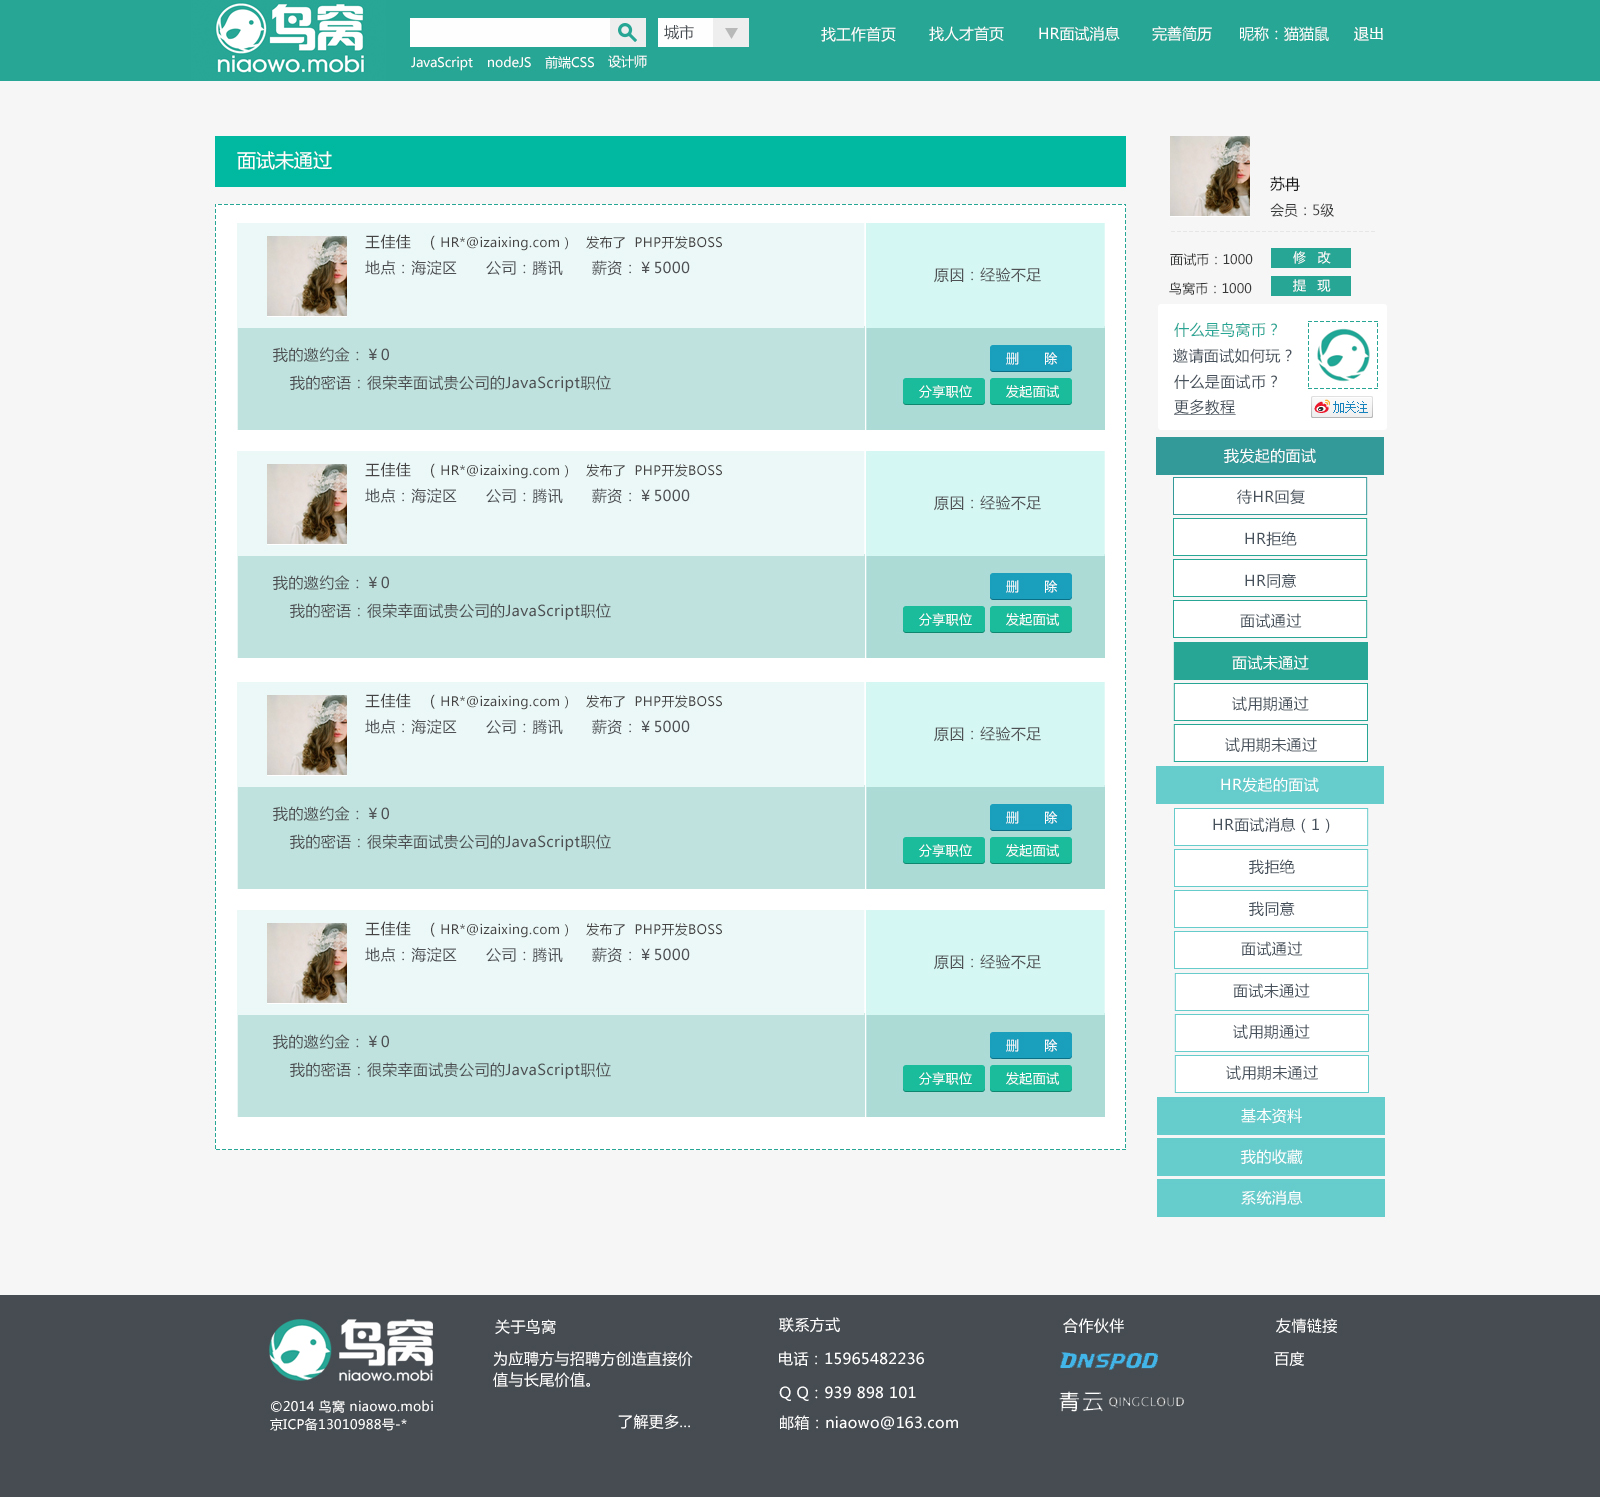 鸟窝
niaowo.mobi
城市
JavaScript nodeJS 前端CSS 设计师
找工作首页 找人才首页 HR面试消息 完善简历 昵称：猫猫鼠 退出
面试未通过
王佳佳 （ HR*@izaixing.com ） 发布了 PHP开发BOSS
地点：海淀区 公司：腾讯 薪资：￥5000
原因：经验不足
我的邀约金：￥0
我的密语：很荣幸面试贵公司的JavaScript职位
删 除
分享职位 发起面试
王佳佳 （ HR*@izaixing.com ） 发布了 PHP开发BOSS
地点：海淀区 公司：腾讯 薪资：￥5000
原因：经验不足
我的邀约金：￥0
我的密语：很荣幸面试贵公司的JavaScript职位
删 除
分享职位 发起面试
王佳佳 （ HR*@izaixing.com ） 发布了 PHP开发BOSS
地点：海淀区 公司：腾讯 薪资：￥5000
原因：经验不足
我的邀约金：￥0
我的密语：很荣幸面试贵公司的JavaScript职位
删 除
分享职位 发起面试
王佳佳 （ HR*@izaixing.com ） 发布了 PHP开发BOSS
地点：海淀区 公司：腾讯 薪资：￥5000
原因：经验不足
我的邀约金：￥0
我的密语：很荣幸面试贵公司的JavaScript职位
删 除
分享职位 发起面试
苏冉
会员：5级
面试币：1000 修 改
鸟窝币：1000 提 现
什么是鸟窝币？
邀请面试如何玩？
什么是面试币？
更多教程
加关注
我发起的面试
待HR回复
HR拒绝
HR同意
面试通过
面试未通过
试用期通过
试用期未通过
HR发起的面试
HR面试消息（1）
我拒绝
我同意
面试通过
面试未通过
试用期通过
试用期未通过
基本资料
我的收藏
系统消息
鸟窝
niaowo.mobi
©2014 鸟窝 niaowo.mobi
京ICP备13010988号-*
关于鸟窝
为应聘方与招聘方创造直接价
值与长尾价值。
了解更多...
联系方式
电话：15965482236
Q Q：939 898 101
邮箱：niaowo@163.com
合作伙伴
DNSPOD
青云 QINGCLOUD
友情链接
百度